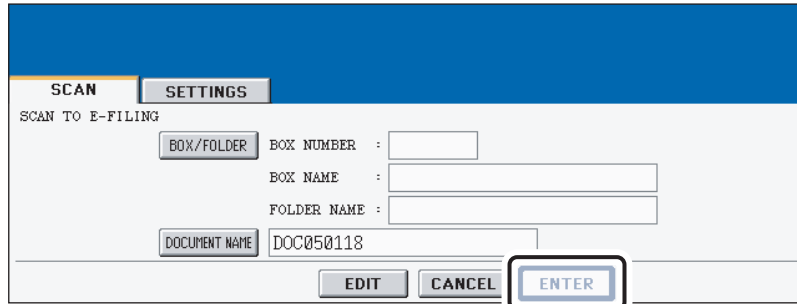 SCAN SETTINGS
SCAN TO E-FILING
BOX/FOLDER BOX NUMBER :
BOX NAME :
FOLDER NAME :
DOCUMENT NAME DOC050118
EDIT CANCEL ENTER